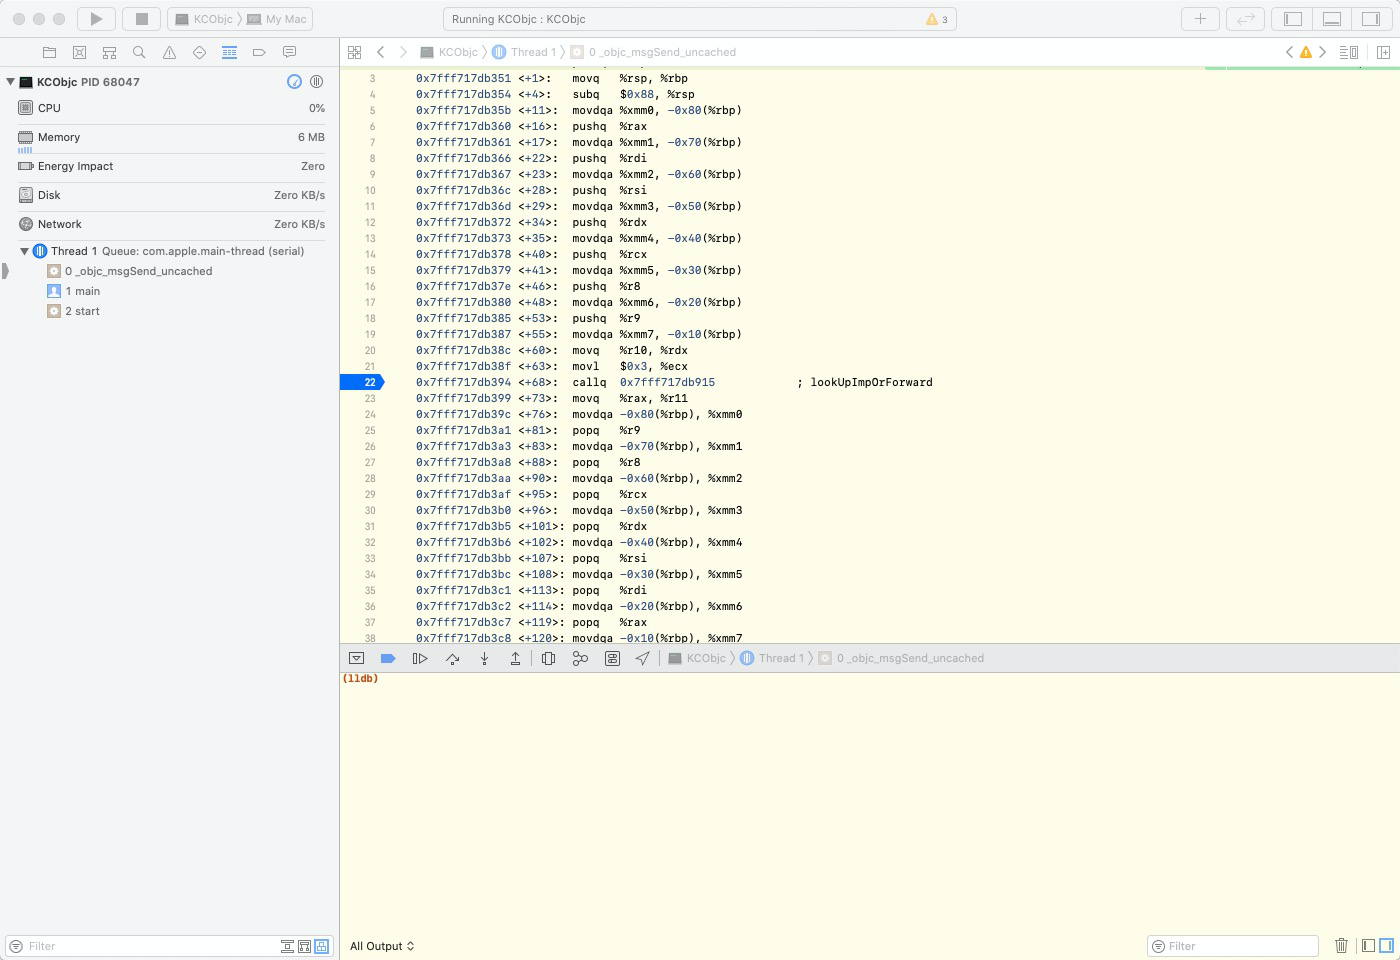 KCObjc My Mac
Running KCObjc : KCObjc 3
KCObjc Thread 1 0 _objc_msgSend_uncached
KCObjc PID 68047
CPU 0%
Memory 6 MB
Energy Impact Zero
Disk Zero KB/s
Network Zero KB/s
Thread 1 Queue: com.apple.main-thread (serial)
0 _objc_msgSend_uncached
1 main
2 start
Filter
3 0x7fff717db351 <+1>: movq %rsp, %rbp
4 0x7fff717db354 <+4>: subq $0x88, %rsp
5 0x7fff717db35b <+11>: movdqa %xmm0, -0x80(%rbp)
6 0x7fff717db360 <+16>: pushq %rax
7 0x7fff717db361 <+17>: movdqa %xmm1, -0x70(%rbp)
8 0x7fff717db366 <+22>: pushq %rdi
9 0x7fff717db367 <+23>: movdqa %xmm2, -0x60(%rbp)
10 0x7fff717db36c <+28>: pushq %rsi
11 0x7fff717db36d <+29>: movdqa %xmm3, -0x50(%rbp)
12 0x7fff717db372 <+34>: pushq %rdx
13 0x7fff717db373 <+35>: movdqa %xmm4, -0x40(%rbp)
14 0x7fff717db378 <+40>: pushq %rcx
15 0x7fff717db379 <+41>: movdqa %xmm5, -0x30(%rbp)
16 0x7fff717db37e <+46>: pushq %r8
17 0x7fff717db380 <+48>: movdqa %xmm6, -0x20(%rbp)
18 0x7fff717db385 <+53>: pushq %r9
19 0x7fff717db387 <+55>: movdqa %xmm7, -0x10(%rbp)
20 0x7fff717db38c <+60>: movq %r10, %rdx
21 0x7fff717db38f <+63>: movl $0x3, %ecx
22 0x7fff717db394 <+68>: callq 0x7fff717db915 ; lookUpImpOrForward
23 0x7fff717db399 <+73>: movq %rax, %r11
24 0x7fff717db39c <+76>: movdqa -0x80(%rbp), %xmm0
25 0x7fff717db3a1 <+81>: popq %r9
26 0x7fff717db3a3 <+83>: movdqa -0x70(%rbp), %xmm1
27 0x7fff717db3a8 <+88>: popq %r8
28 0x7fff717db3aa <+90>: movdqa -0x60(%rbp), %xmm2
29 0x7fff717db3af <+95>: popq %rcx
30 0x7fff717db3b0 <+96>: movdqa -0x50(%rbp), %xmm3
31 0x7fff717db3b5 <+101>: popq %rdx
32 0x7fff717db3b6 <+102>: movdqa -0x40(%rbp), %xmm4
33 0x7fff717db3bb <+107>: popq %rsi
34 0x7fff717db3bc <+108>: movdqa -0x30(%rbp), %xmm5
35 0x7fff717db3c1 <+113>: popq %rdi
36 0x7fff717db3c2 <+114>: movdqa -0x20(%rbp), %xmm6
37 0x7fff717db3c7 <+119>: popq %rax
38 0x7fff717db3c8 <+120>: movdqa -0x10(%rbp), %xmm7
KCObjc Thread 1 0 _objc_msgSend_uncached
(lldb)
All Output
Filter